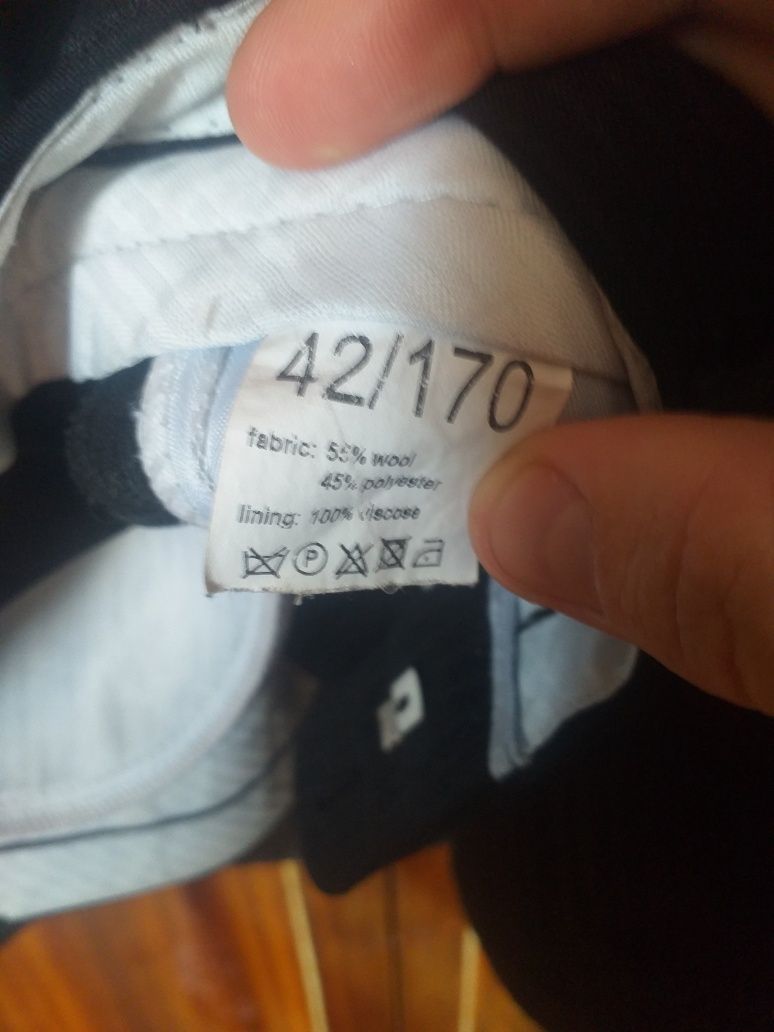 42/170
fabric: 55% wool
45% polyester
lining: 100% viscose
P